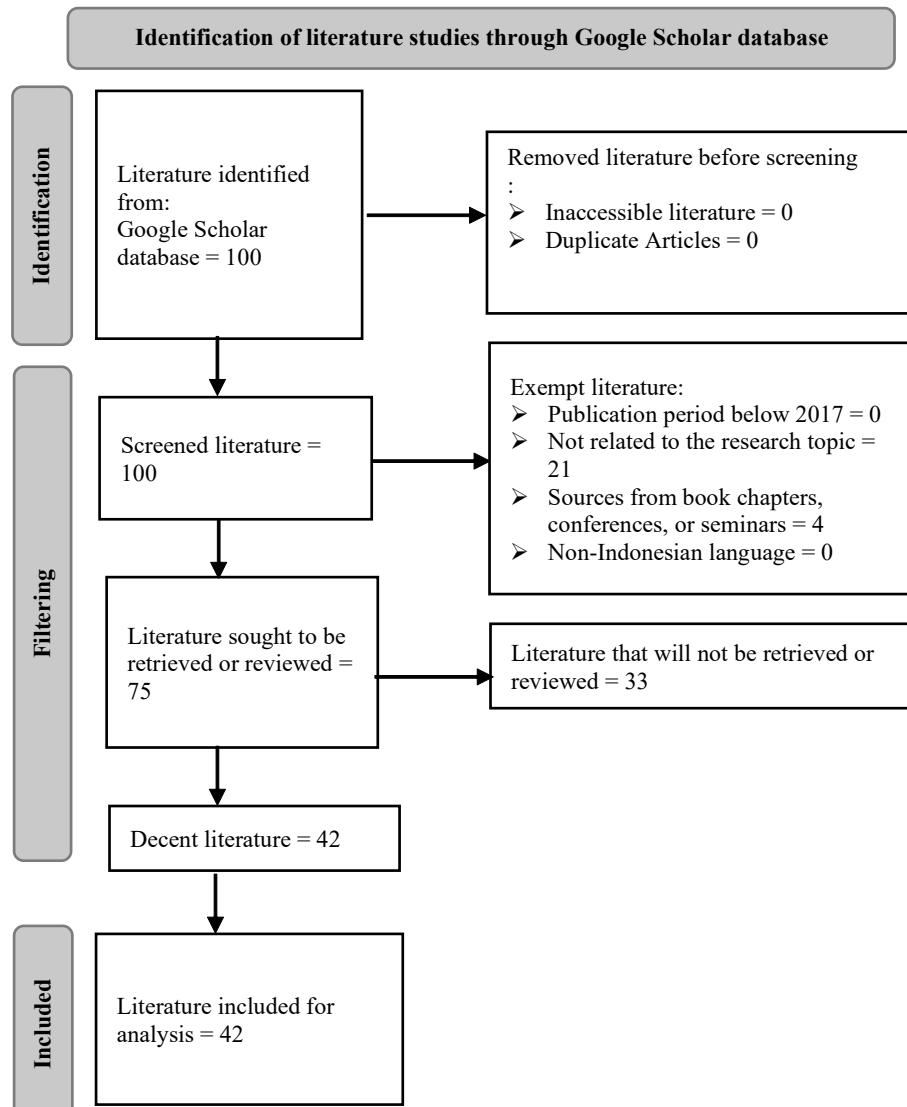 Identification of literature studies through Google Scholar database
Identification
Literature identified
from:
Google Scholar
database = 100
Removed literature before screening
:
➢ Inaccessible literature = 0
➢ Duplicate Articles = 0
Filtering
Screened literature =
100
Exempt literature:
➢ Publication period below 2017 = 0
➢ Not related to the research topic =
21
➢ Sources from book chapters,
conferences, or seminars = 4
➢ Non-Indonesian language = 0
Literature sought to be
retrieved or reviewed =
75
Literature that will not be retrieved or
reviewed = 33
Decent literature = 42
Included
Literature included for
analysis = 42